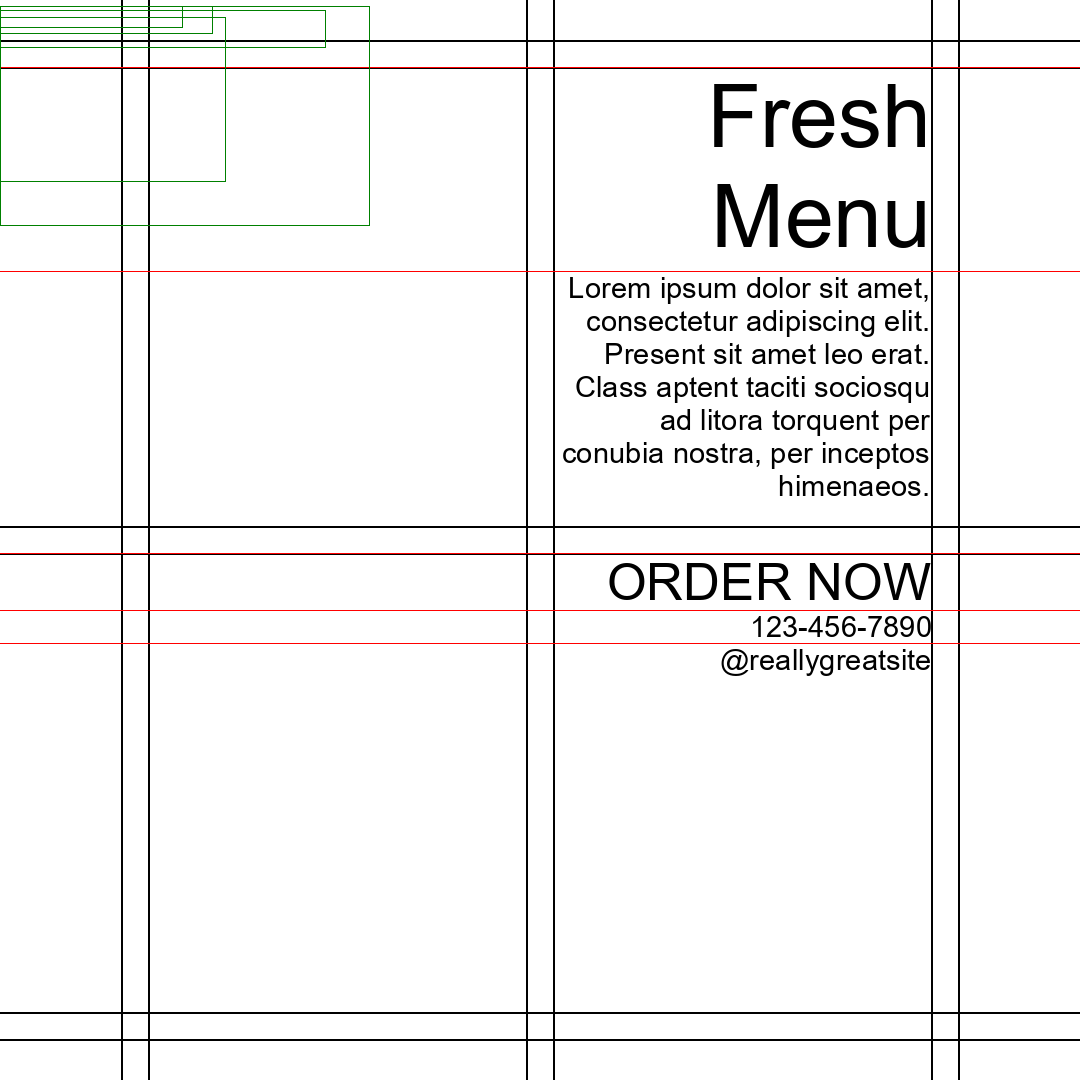 Fresh
Menu
Lorem ipsum dolor sit amet,
consectetur adipiscing elit.
Present sit amet leo erat.
Class aptent taciti sociosqu
ad litora torquent per
conubia nostra, per inceptos
himenaeos.
ORDER NOW
123-456-7890
@reallygreatsite